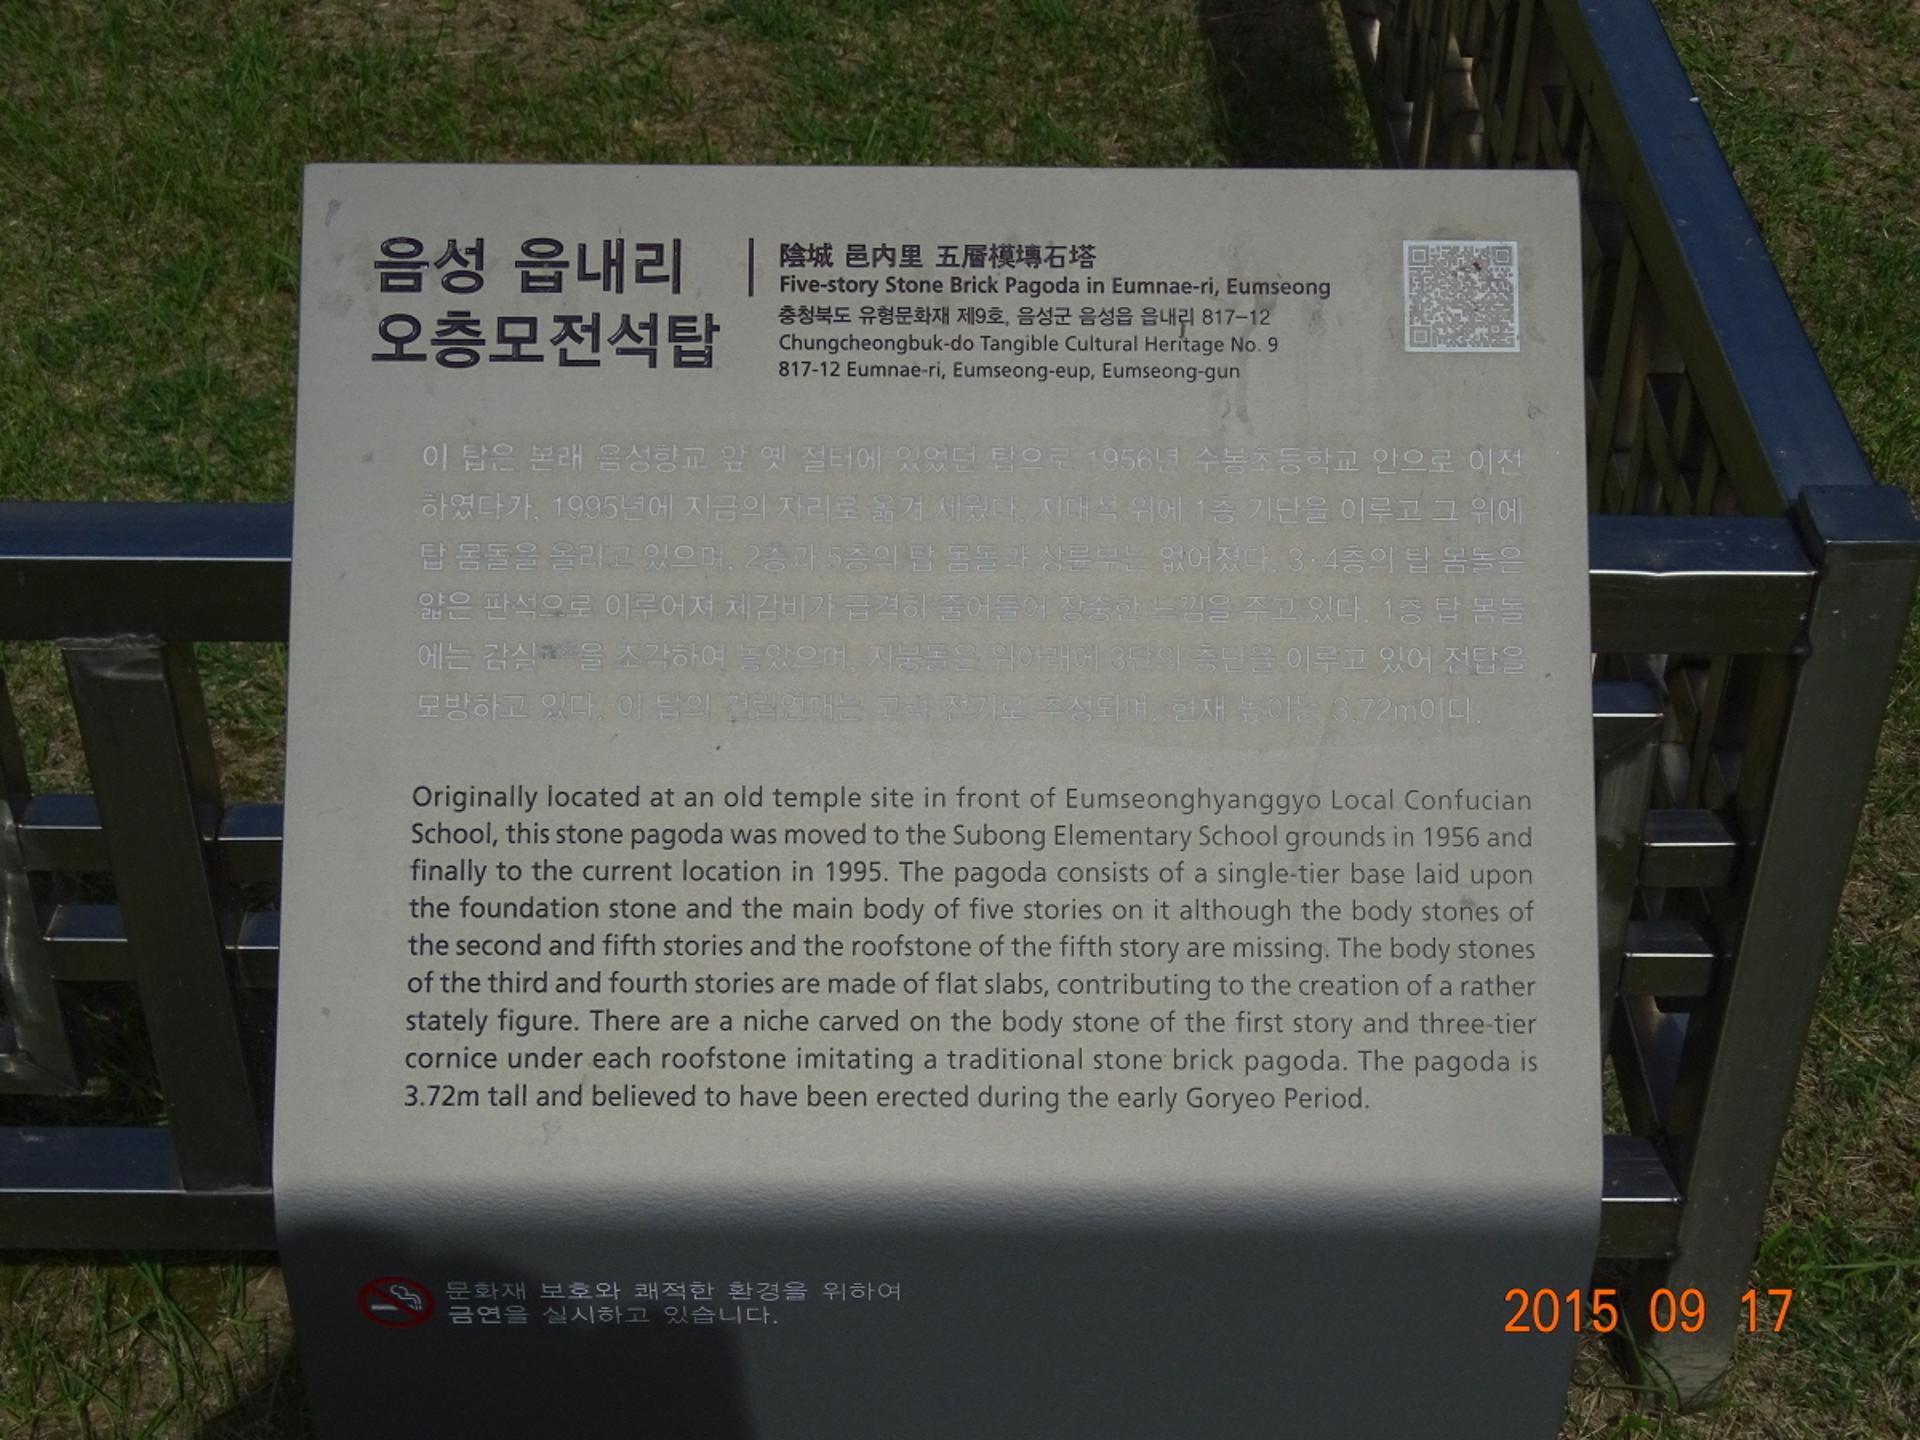 음성 읍내리
오층모전석탑
陰城 邑內里 五層模塼石塔
Five-story Stone Brick Pagoda in Eumnae-ri, Eumseong
충청북도 유형문화재 제9호, 음성군 음성읍 읍내리 817-12
Chungcheongbuk-do Tangible Cultural Heritage No. 9
817-12 Eumnae-ri, Eumseong-eup, Eumseong-gun
이 탑은 본래 음성향교 앞 옛 절터에 있었던 탑으로 1956년 수봉초등학교 안으로 이전
하였다가, 1995년에 지금의 자리로 옮겨 세웠다. 지대석 위에 1층 기단을 이루고 그 위에
탑 몸돌을 올리고 있으며, 2층과 5층의 탑 몸돌과 상륜부는 없어졌다. 3·4층의 탑 몸돌은
얇은 판석으로 이루어져 체감비가 급격히 줄어들어 장중한 느낌을 주고 있다. 1층 탑 몸돌
에는 감실을 조각하여 놓았으며, 지붕돌은 위아래에 3단의 층단을 이루고 있어 전탑을
모방하고 있다. 이 탑의 건립연대는 고려 전기로 추정되며, 현재 높이는 3.72m이다.
Originally located at an old temple site in front of Eumseonghyanggyo Local Confucian
School, this stone pagoda was moved to the Subong Elementary School grounds in 1956 and
finally to the current location in 1995. The pagoda consists of a single-tier base laid upon
the foundation stone and the main body of five stories on it although the body stones of
the second and fifth stories and the roofstone of the fifth story are missing. The body stones
of the third and fourth stories are made of flat slabs, contributing to the creation of a rather
stately figure. There are a niche carved on the body stone of the first story and three-tier
cornice under each roofstone imitating a traditional stone brick pagoda. The pagoda is
3.72m tall and believed to have been erected during the early Goryeo Period.
문화재 보호와 쾌적한 환경을 위하여
금연을 실시하고 있습니다.
2015 09 17